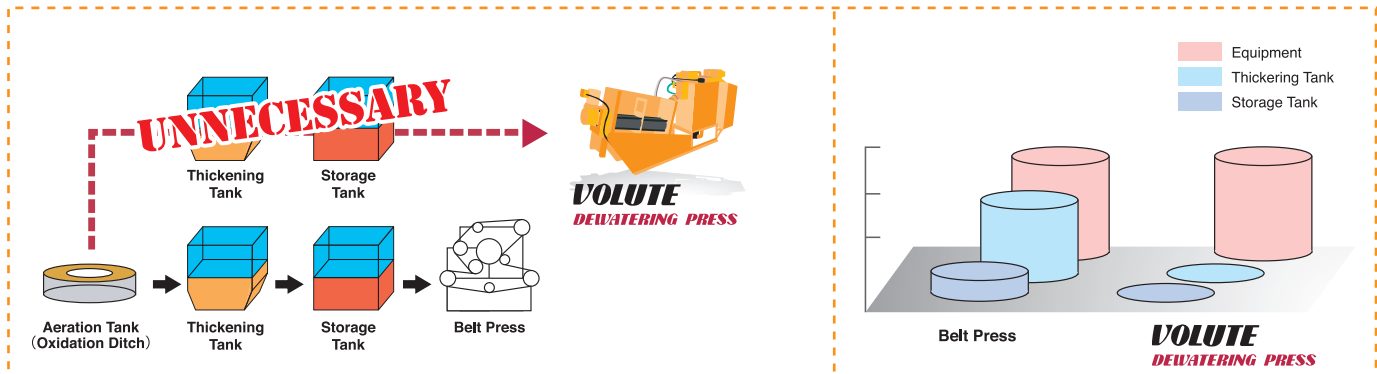 UNNECESSARY
Thickening
Tank
Storage
Tank
VOLUTE
DEWATERING PRESS
Aeration Tank
(Oxidation Ditch)
Thickening
Tank
Storage
Tank
Belt Press
Equipment
Thickering Tank
Storage Tank
Belt Press
VOLUTE
DEWATERING PRESS